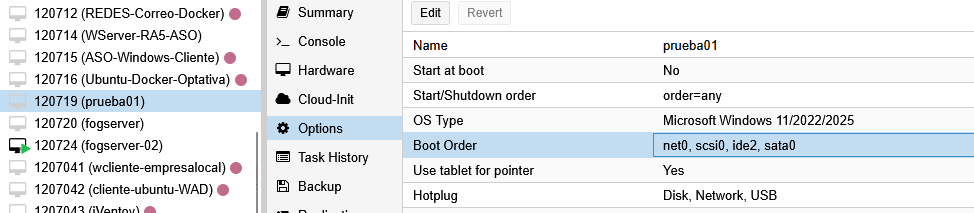 120712 (REDES-Correo-Docker)
120714 (WServer-RA5-ASO)
120715 (ASO-Windows-Cliente)
120716 (Ubuntu-Docker-Optativa)
120719 (prueba01)
120720 (fogserver)
120724 (fogserver-02)
1207041 (wcliente-empresalocal)
1207042 (cliente-ubuntu-WAD)
1207043 (iVentoy)
Summary
Console
Hardware
Cloud-Init
Options
Task History
Backup
Edit Revert
Name prueba01
Start at boot No
Start/Shutdown order order=any
OS Type Microsoft Windows 11/2022/2025
Boot Order net0, scsi0, ide2, sata0
Use tablet for pointer Yes
Hotplug Disk, Network, USB